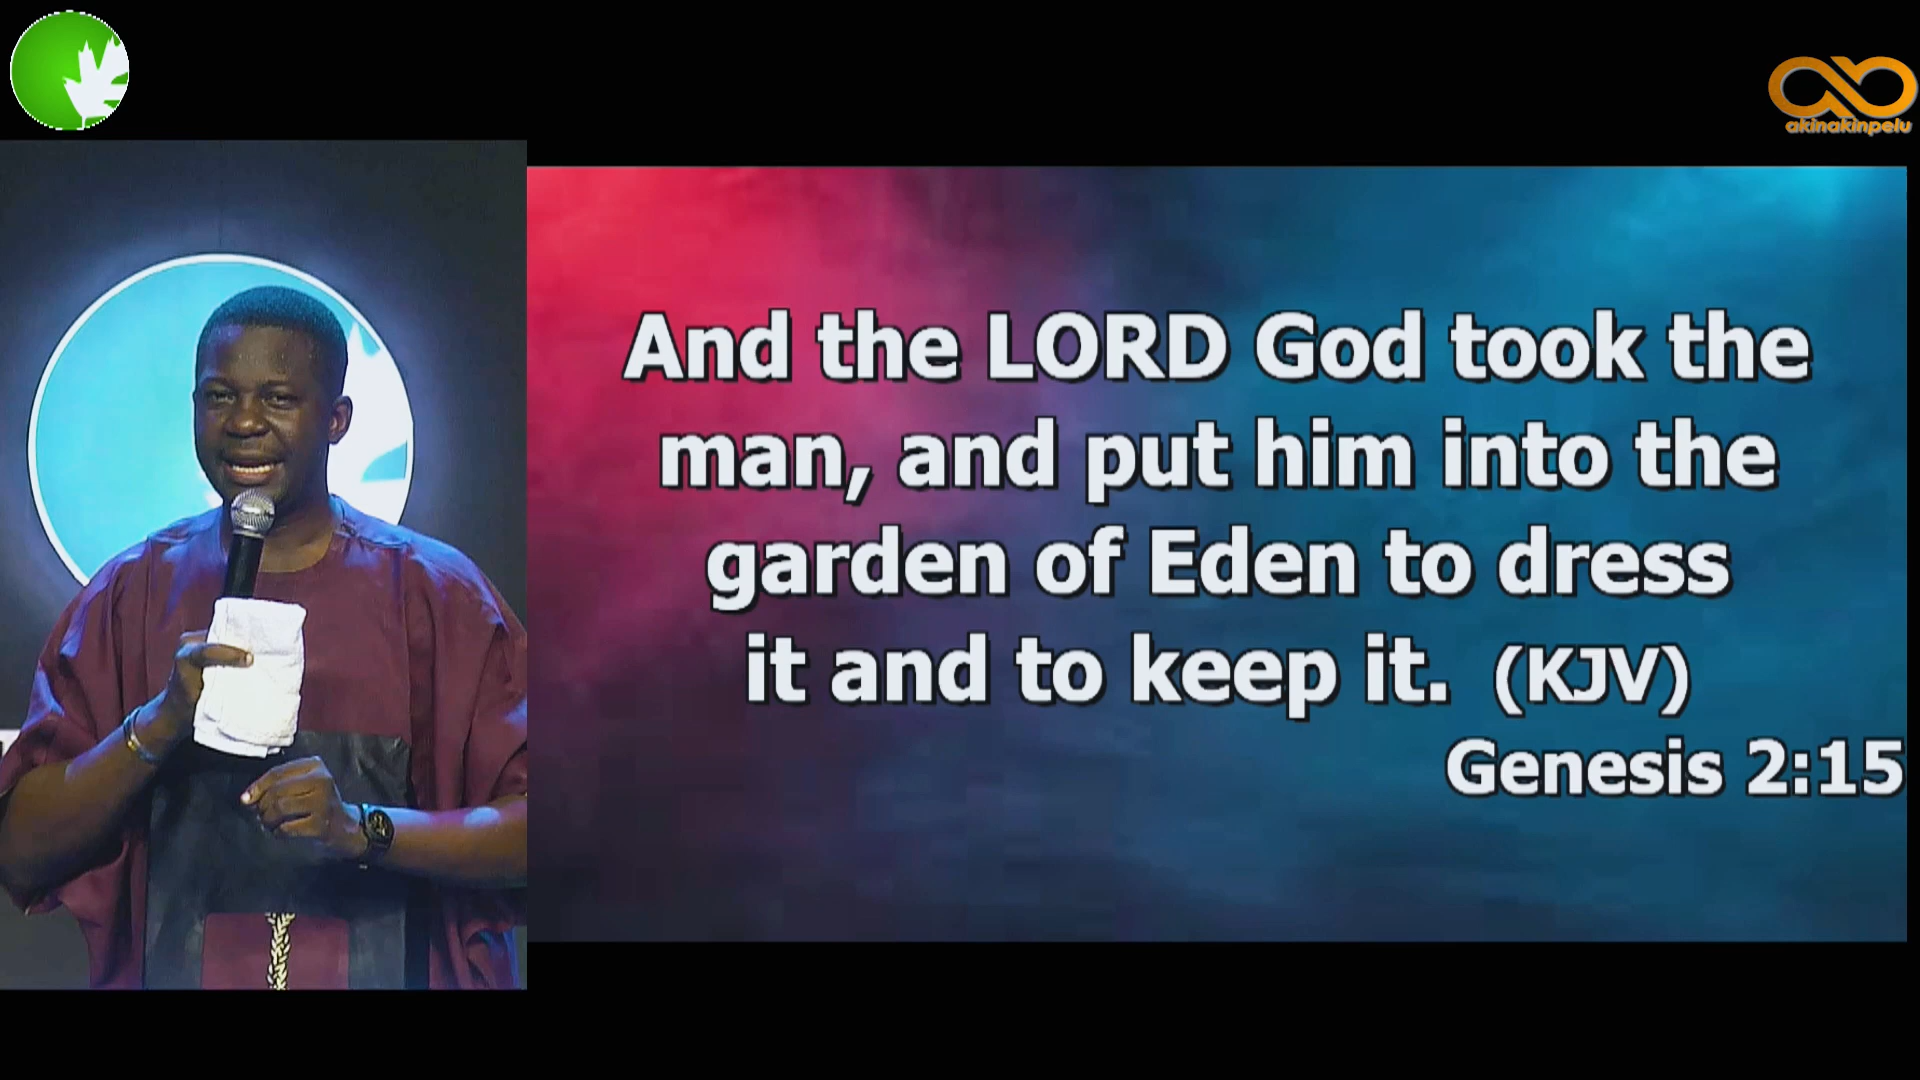 akinakinpelu
And the LORD God took the
man, and put him into the
garden of Eden to dress
it and to keep it. (KJV)
Genesis 2:15